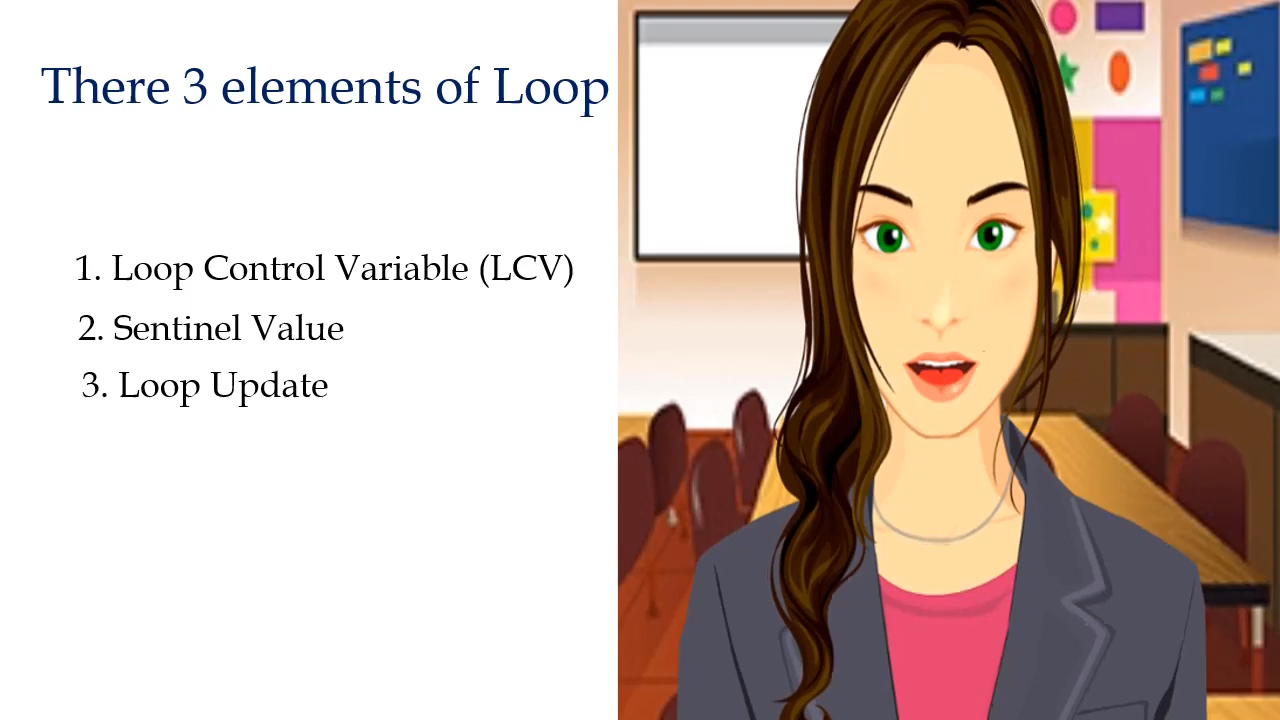 There 3 elements of Loop
1. Loop Control Variable (LCV)
2. Sentinel Value
3. Loop Update